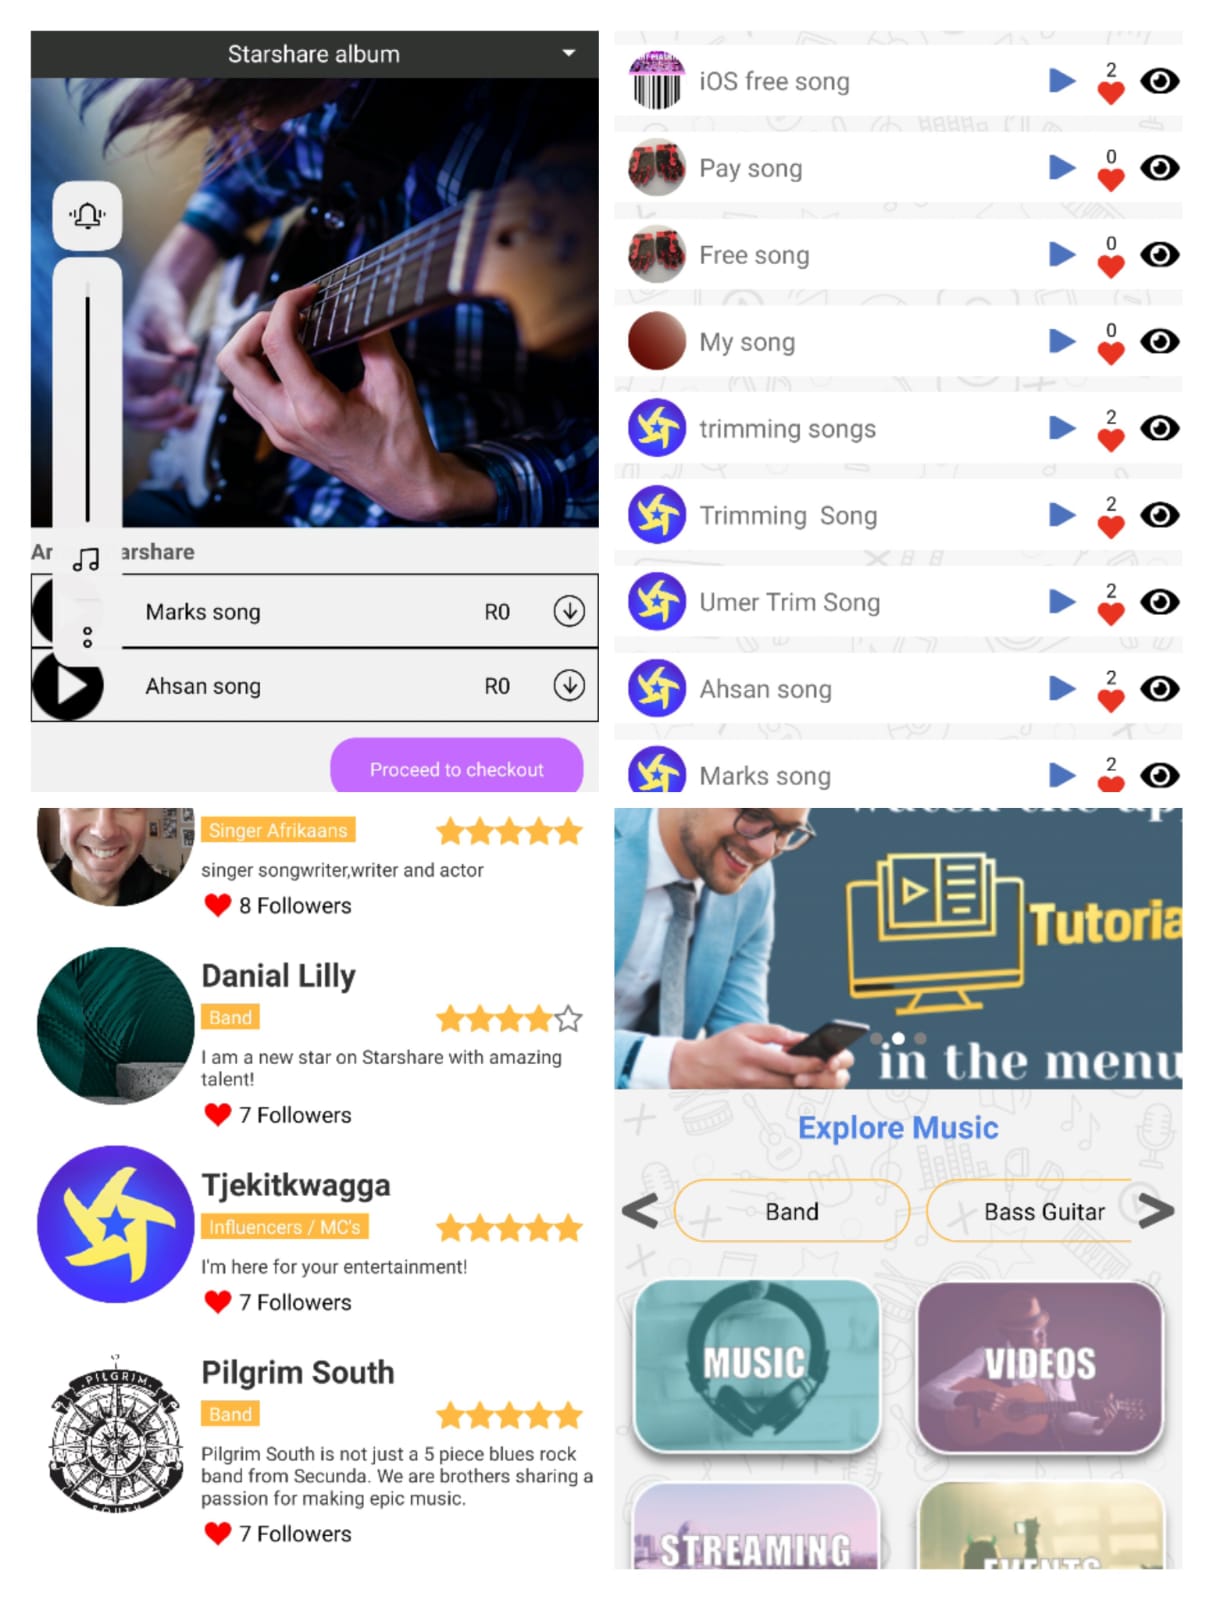 Starshare album
arshare
Marks song R0
Ahsan song R0
Proceed to checkout
iOS free song 2
Pay song 0
Free song 0
My song 0
trimming songs 2
Trimming  Song 2
Umer Trim Song 2
Ahsan song 2
Marks song 2
Singer Afrikaans
singer songwriter,writer and actor
8 Followers
Danial Lilly
Band
I am a new star on Starshare with amazing
talent!
7 Followers
Tjekitkwagga
Influencers / MC's
I'm here for your entertainment!
7 Followers
PILGRIM
SOUTH
Pilgrim South
Band
Pilgrim South is not just a 5 piece blues rock
band from Secunda. We are brothers sharing a
passion for making epic music.
7 Followers
Tutoria
in the menu
Explore Music
< Band Bass Guitar >
MUSIC
VIDEOS
STREAMING
EVENTS